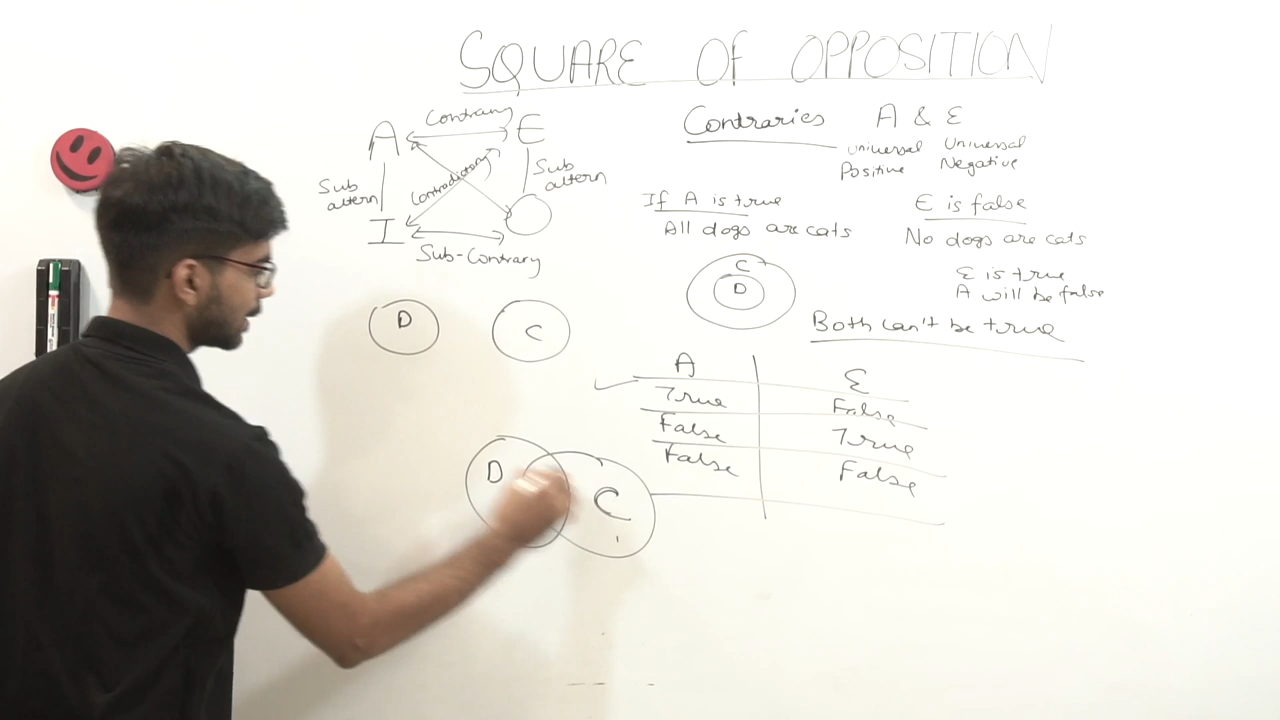 SQUARE OF OPPOSITION
Contrary
A E
Sub altern
Contradictory
Sub altern
I O
Sub-Contrary
D C
D C
Contraries A & E
universal Positive
Universal Negative
If A is true E is false
All dogs are cats No dogs are cats
C
D
E is true
A will be false
Both can't be true
A E
True False
False True
False False